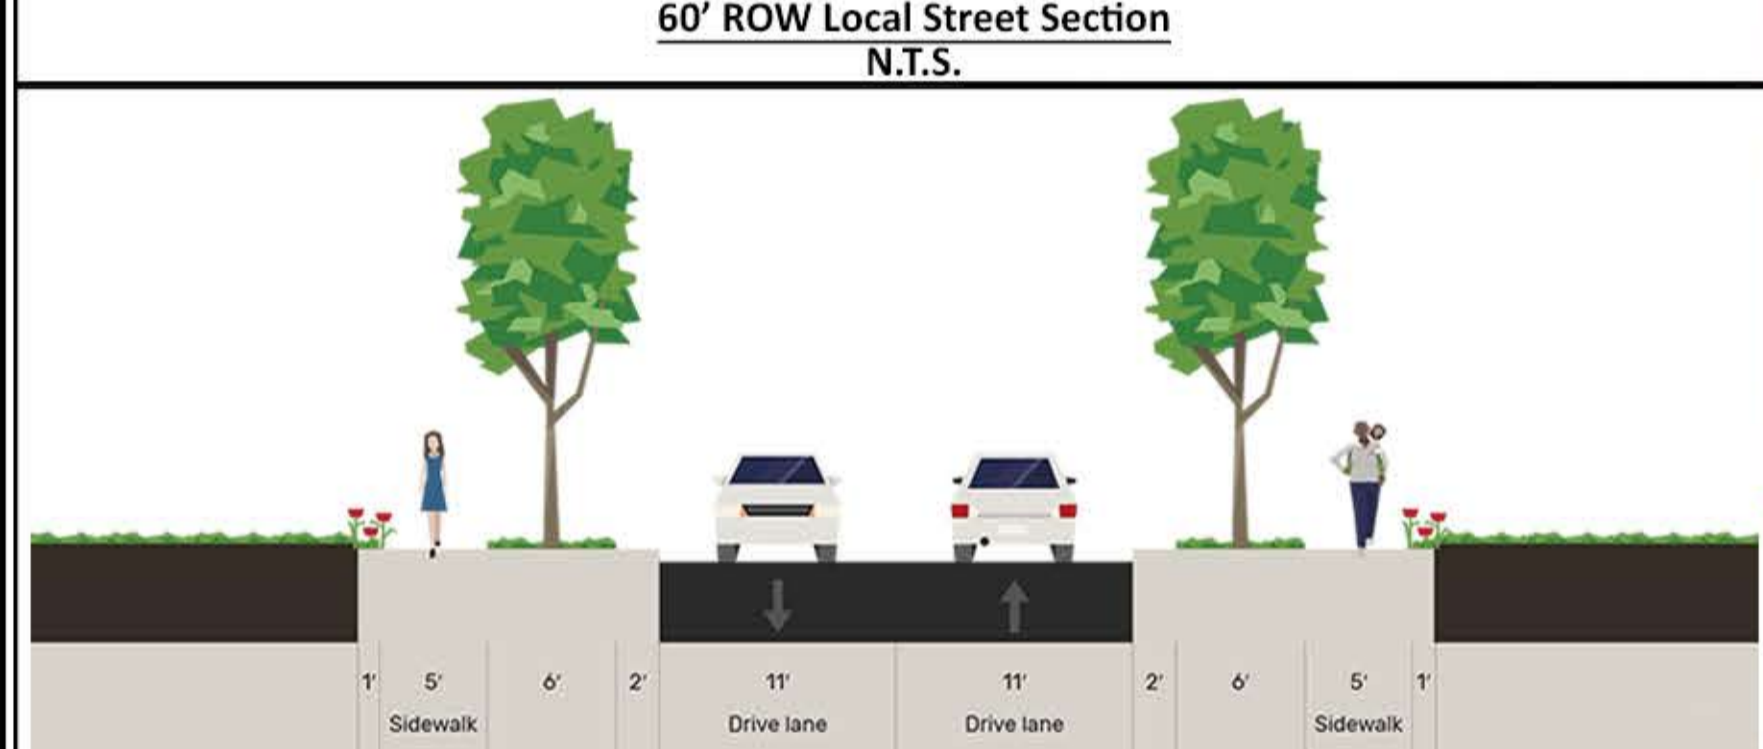 60’ ROW Local Street Section
N.T.S.
1' 5' 6' 2' 11' 11' 2' 6' 5' 1'
Sidewalk Drive lane Drive lane Sidewalk